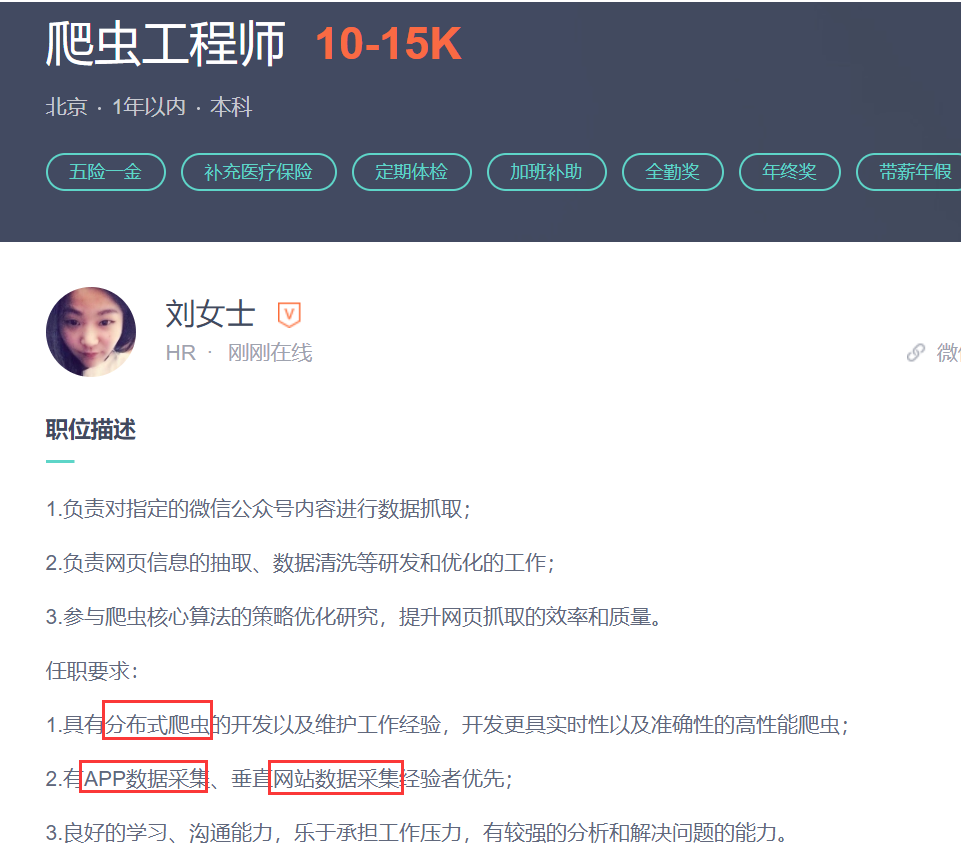 爬虫工程师 10-15K
北京 · 1年以内 · 本科
五险一金 补充医疗保险 定期体检 加班补助 全勤奖 年终奖 带薪年假
刘女士 V
HR · 刚刚在线
微
职位描述
1.负责对指定的微信公众号内容进行数据抓取；
2.负责网页信息的抽取、数据清洗等研发和优化的工作；
3.参与爬虫核心算法的策略优化研究，提升网页抓取的效率和质量。
任职要求：
1.具有分布式爬虫的开发以及维护工作经验，开发更具实时性以及准确性的高性能爬虫；
2.有APP数据采集、垂直网站数据采集经验者优先；
3.良好的学习、沟通能力，乐于承担工作压力，有较强的分析和解决问题的能力。